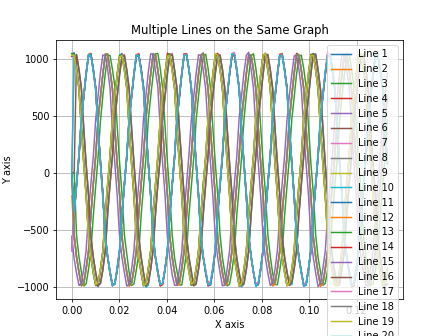 Multiple Lines on the Same Graph
Y axis
1000
500
0
−500
−1000
0.00
0.02
0.04
0.06
0.08
0.10
X axis
Line 1
Line 2
Line 3
Line 4
Line 5
Line 6
Line 7
Line 8
Line 9
Line 10
Line 11
Line 12
Line 13
Line 14
Line 15
Line 16
Line 17
Line 18
Line 19
Line 20